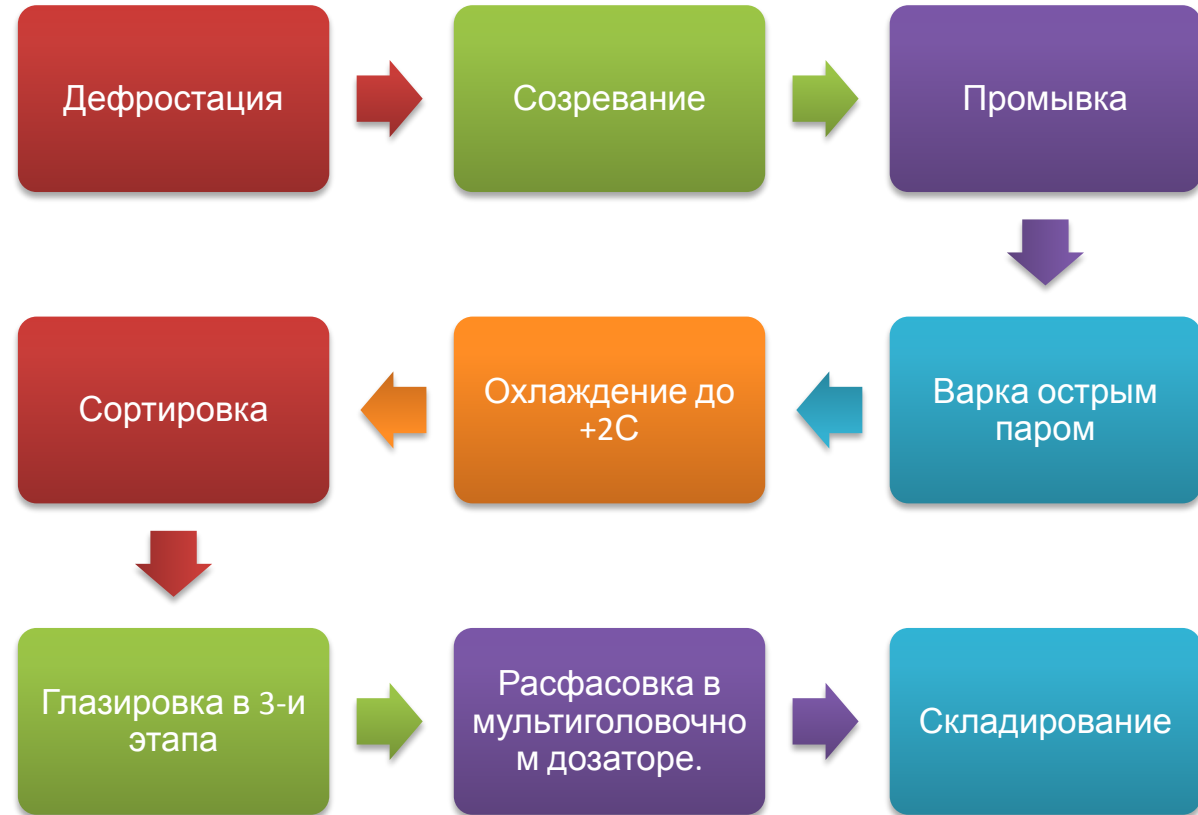 Дефростация
Созревание
Промывка
Варка острым
паром
Охлаждение до
+2С
Сортировка
Глазировка в 3-и
этапа
Расфасовка в
мультиголовочно
м дозаторе.
Складирование